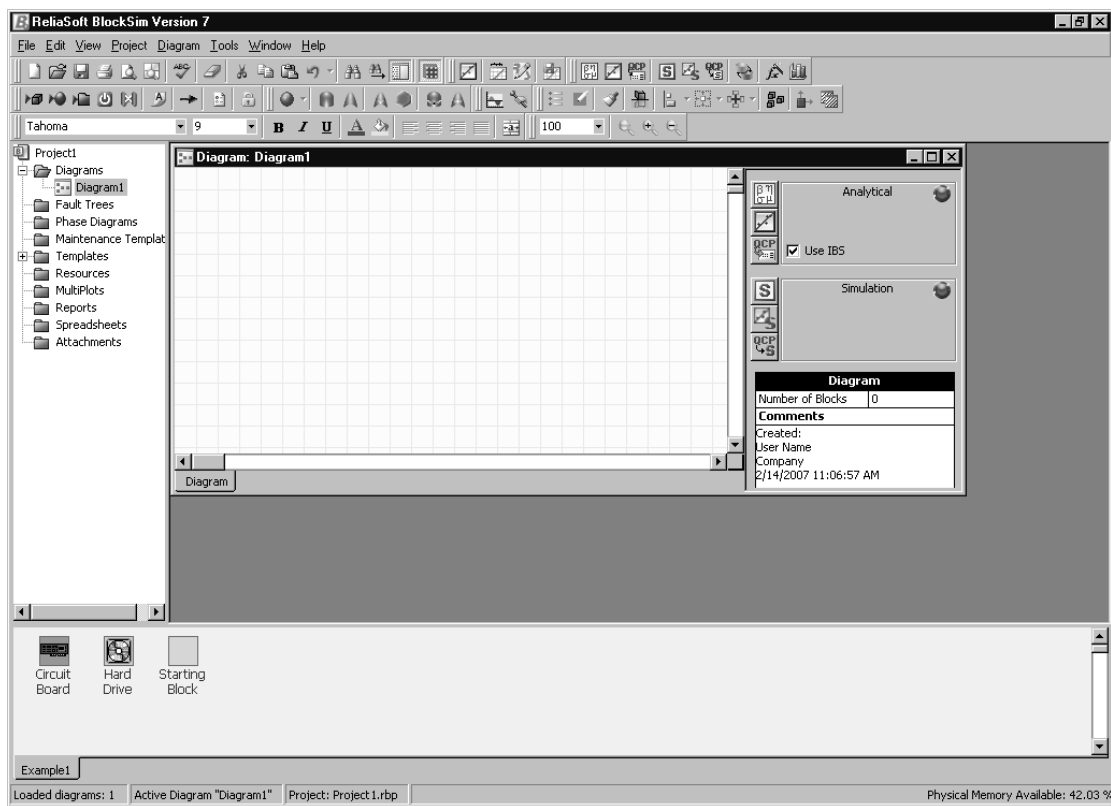 ReliaSoft BlockSim Version 7
File Edit View Project Diagram Tools Window Help
Tahoma 9 B I U A a 100
Project1
Diagrams
Diagram1
Fault Trees
Phase Diagrams
Maintenance Templat
Templates
Resources
MultiPlots
Reports
Spreadsheets
Attachments
Diagram: Diagram1
Analytical
Use IBS
Simulation
Diagram
Number of Blocks 0
Comments
Created:
User Name
Company
2/14/2007 11:06:57 AM
Diagram
Circuit Board
Hard Drive
Starting Block
Example1
Loaded diagrams: 1 Active Diagram "Diagram1" Project: Project1.rbp Physical Memory Available: 42.03 %